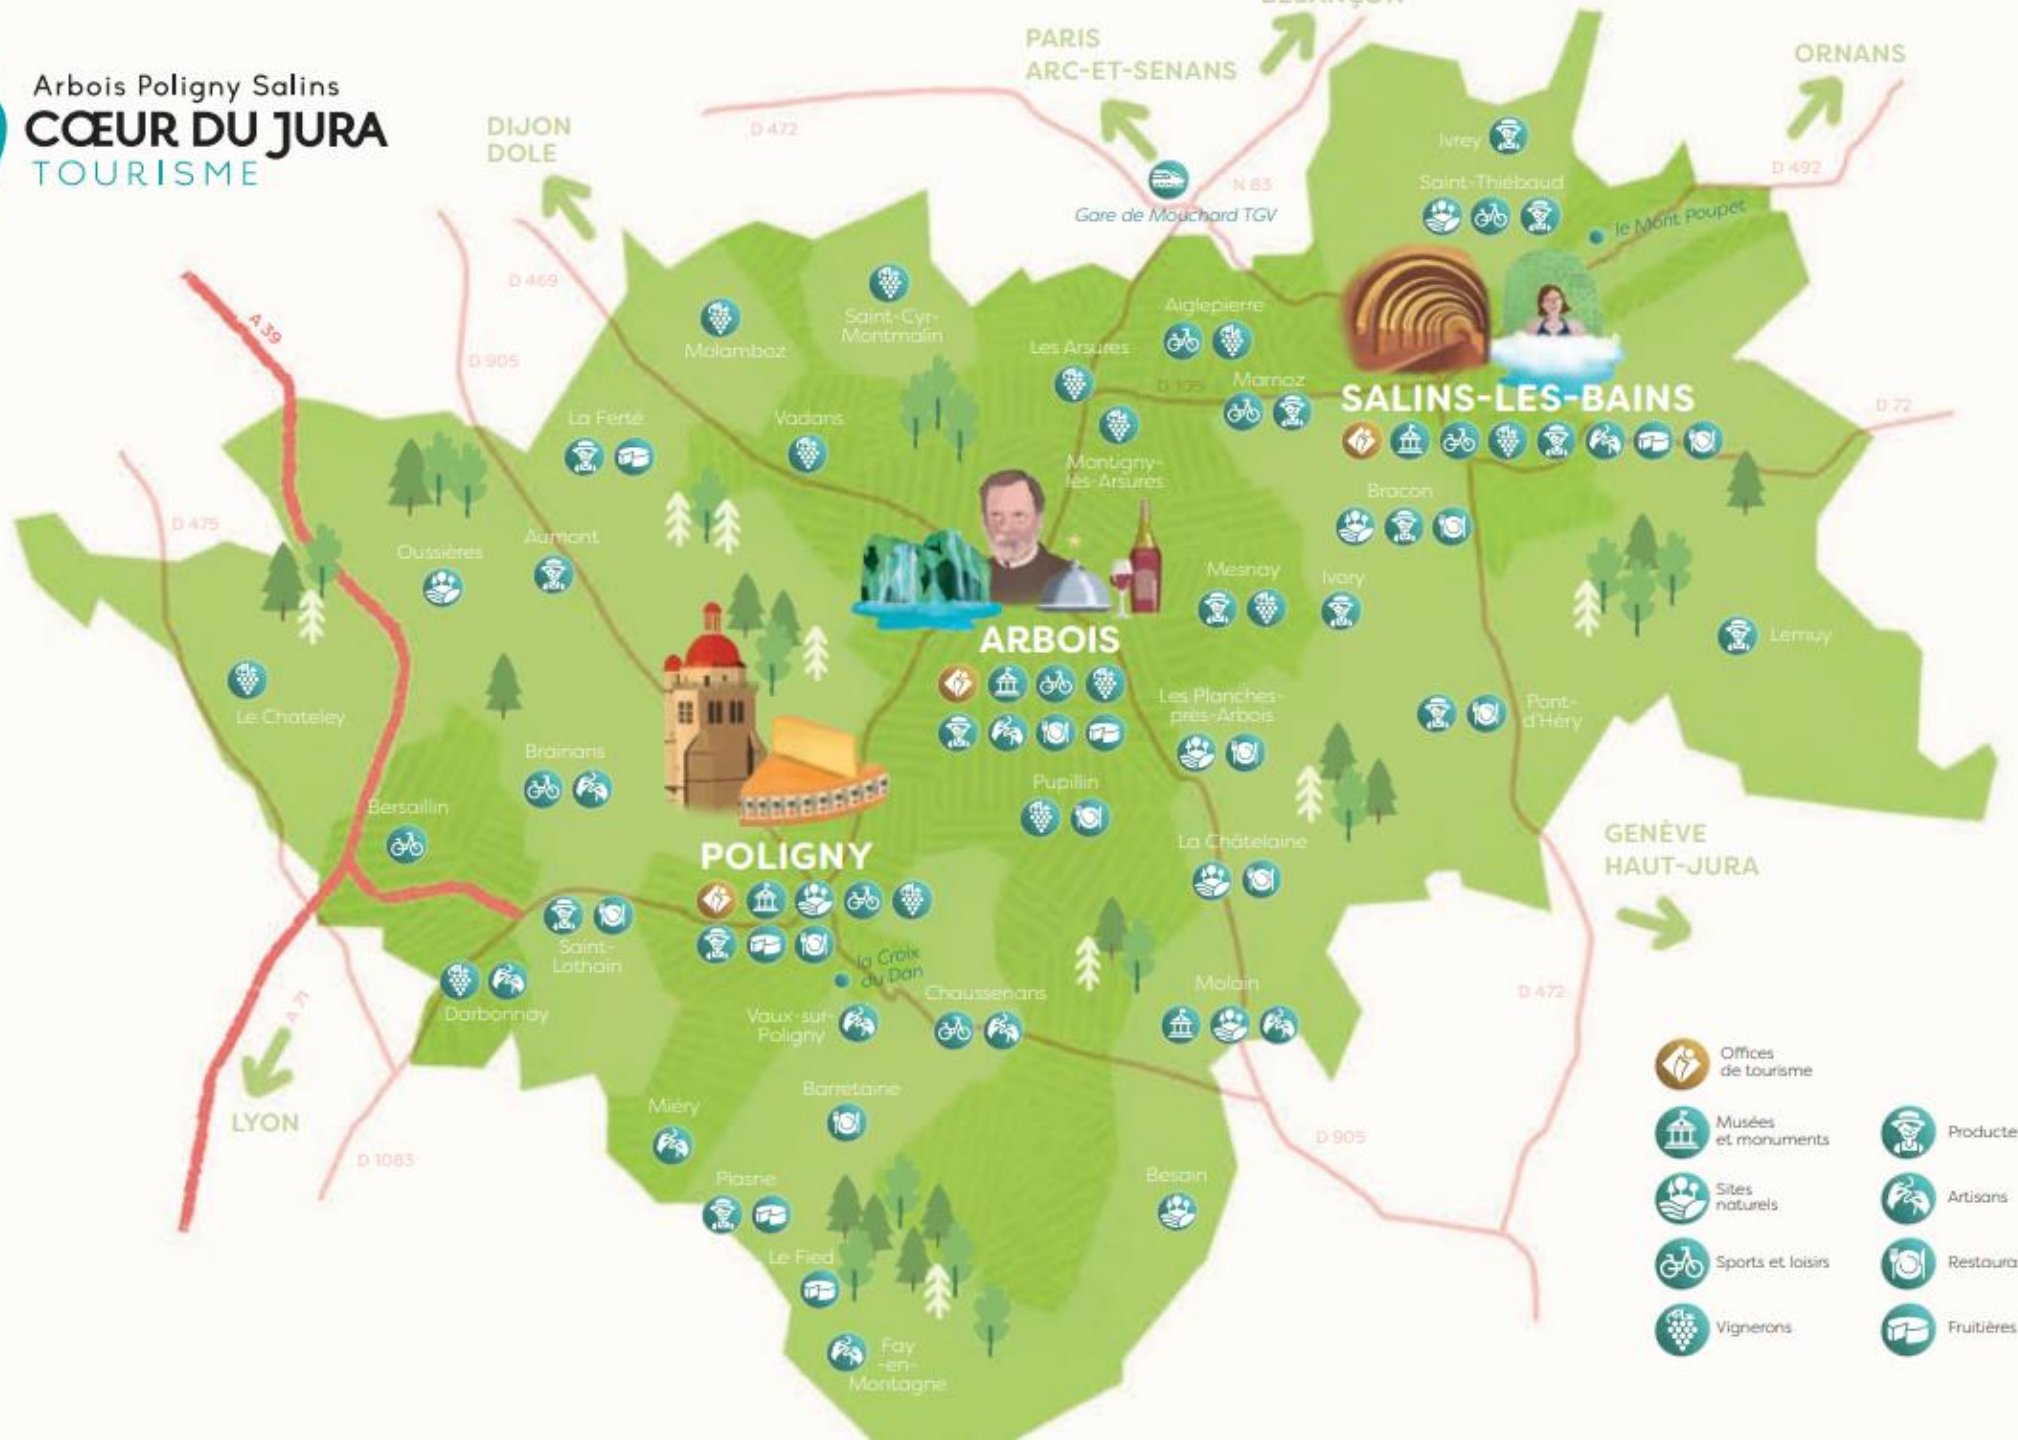 BESANÇON
PARIS
ARC-ET-SENANS
ORNANS
Arbois Poligny Salins
CŒUR DU JURA
TOURISME
DIJON
DOLE
D 472
N 83
Gare de Mouchard TGV
Ivrey
Saint-Thiébaud
D 492
le Mont Poupet
D 469
A 39
D 905
Molamboz
Saint-Cyr-
Montmalin
Les Arsures
Aiglepierre
Marnoz
SALINS-LES-BAINS
D 72
La Ferté
Vadans
Montigny-
lès-Arsures
Bracon
D 475
Oussières
Aumont
Mesnay
Ivory
Lemuy
ARBOIS
Le Chateley
Les Planches-
près-Arbois
Pont-
d'Héry
Brainans
Bersaillin
Pupillin
La Châtelaine
GENÈVE
HAUT-JURA
POLIGNY
Saint-
Lothain
la Croix
du Dan
Darbonnay
Vaux-sur-
Poligny
Chaussenans
Molain
D 472
A 71
LYON
D 1083
Miéry
Barretaine
D 905
Plasne
Besain
Le Fied
Fay
-en-
Montagne
Offices
de tourisme
Musées
et monuments
Producte
Sites
naturels
Artisans
Sports et loisirs
Restaura
Vignerons
Fruitières